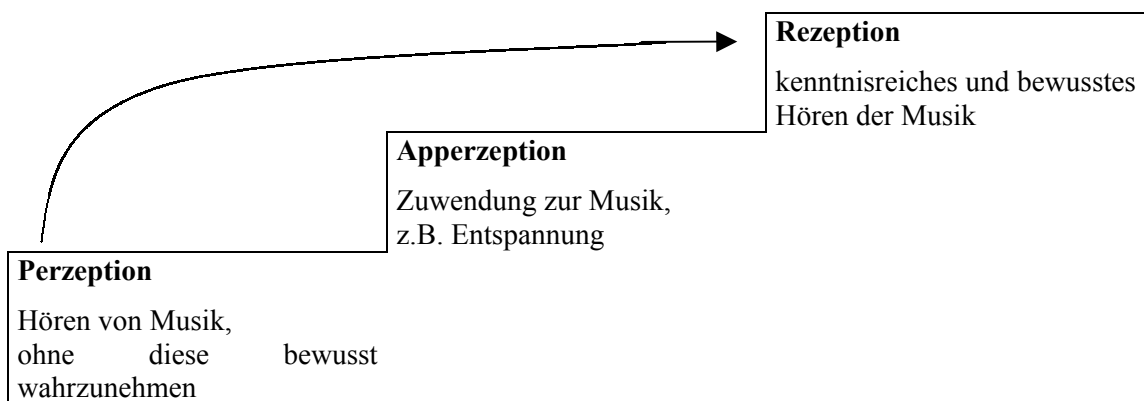 Rezeption
kenntnisreiches und bewusstes
Hören der Musik
Apperzeption
Zuwendung zur Musik,
z.B. Entspannung
Perzeption
Hören von Musik,
ohne diese bewusst
wahrzunehmen